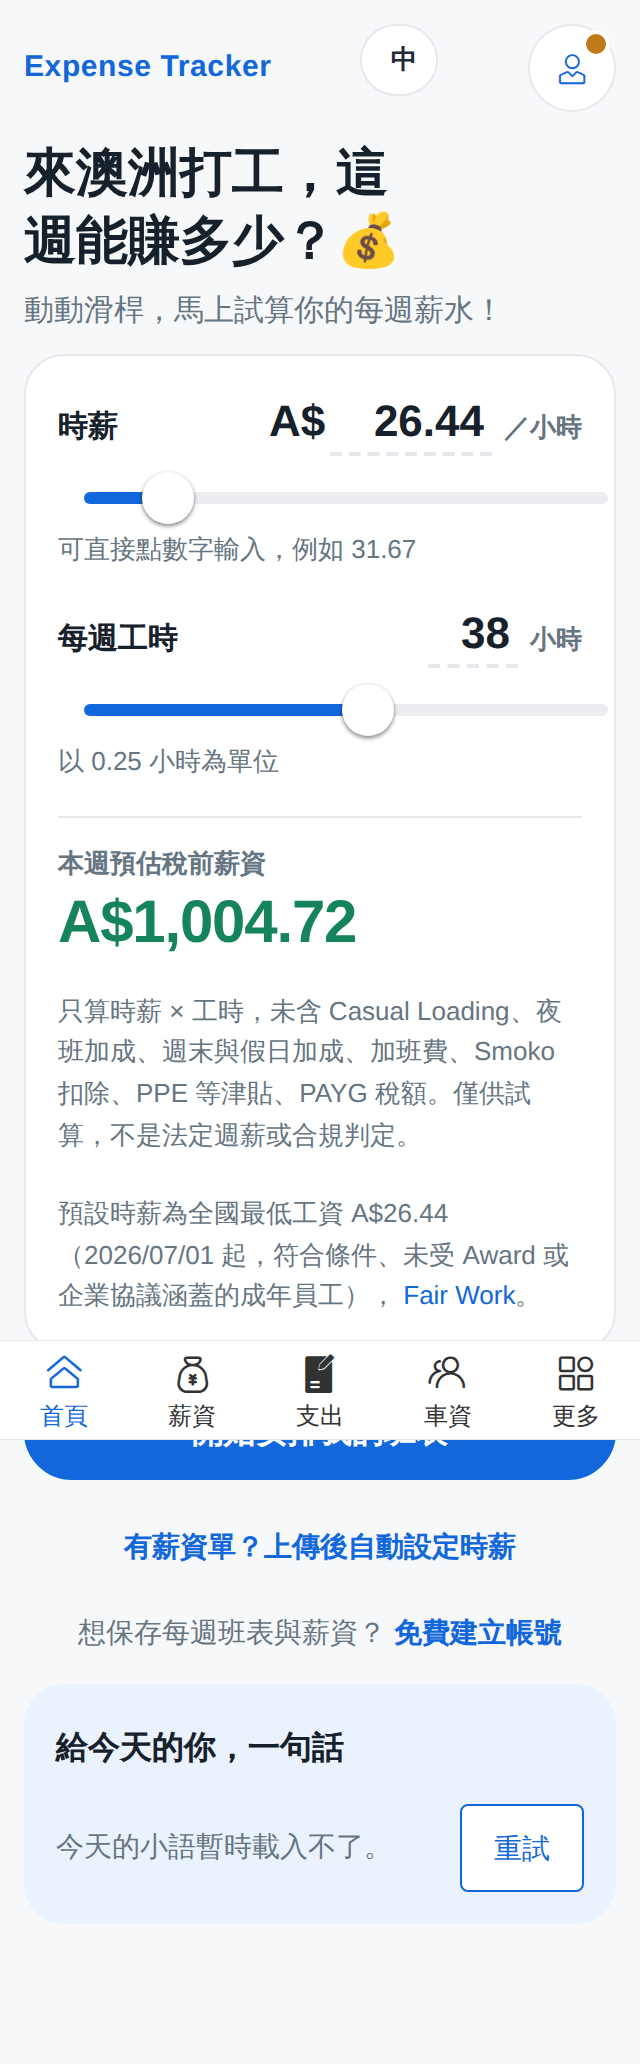 Expense Tracker
中
來澳洲打工，這
週能賺多少？💰
動動滑桿，馬上試算你的每週薪水！
時薪 A$ 26.44 ／小時
可直接點數字輸入，例如 31.67
每週工時 38 小時
以 0.25 小時為單位
本週預估稅前薪資
A$1,004.72
只算時薪 × 工時，未含 Casual Loading、夜
班加成、週末與假日加成、加班費、Smoko
扣除、PPE 等津貼、PAYG 稅額。僅供試
算，不是法定週薪或合規判定。
預設時薪為全國最低工資 A$26.44
（2026/07/01 起，符合條件、未受 Award 或
企業協議涵蓋的成年員工）， Fair Work。
首頁 薪資 支出 車資 更多
有薪資單？上傳後自動設定時薪
想保存每週班表與薪資？ 免費建立帳號
給今天的你，一句話
今天的小語暫時載入不了。 重試